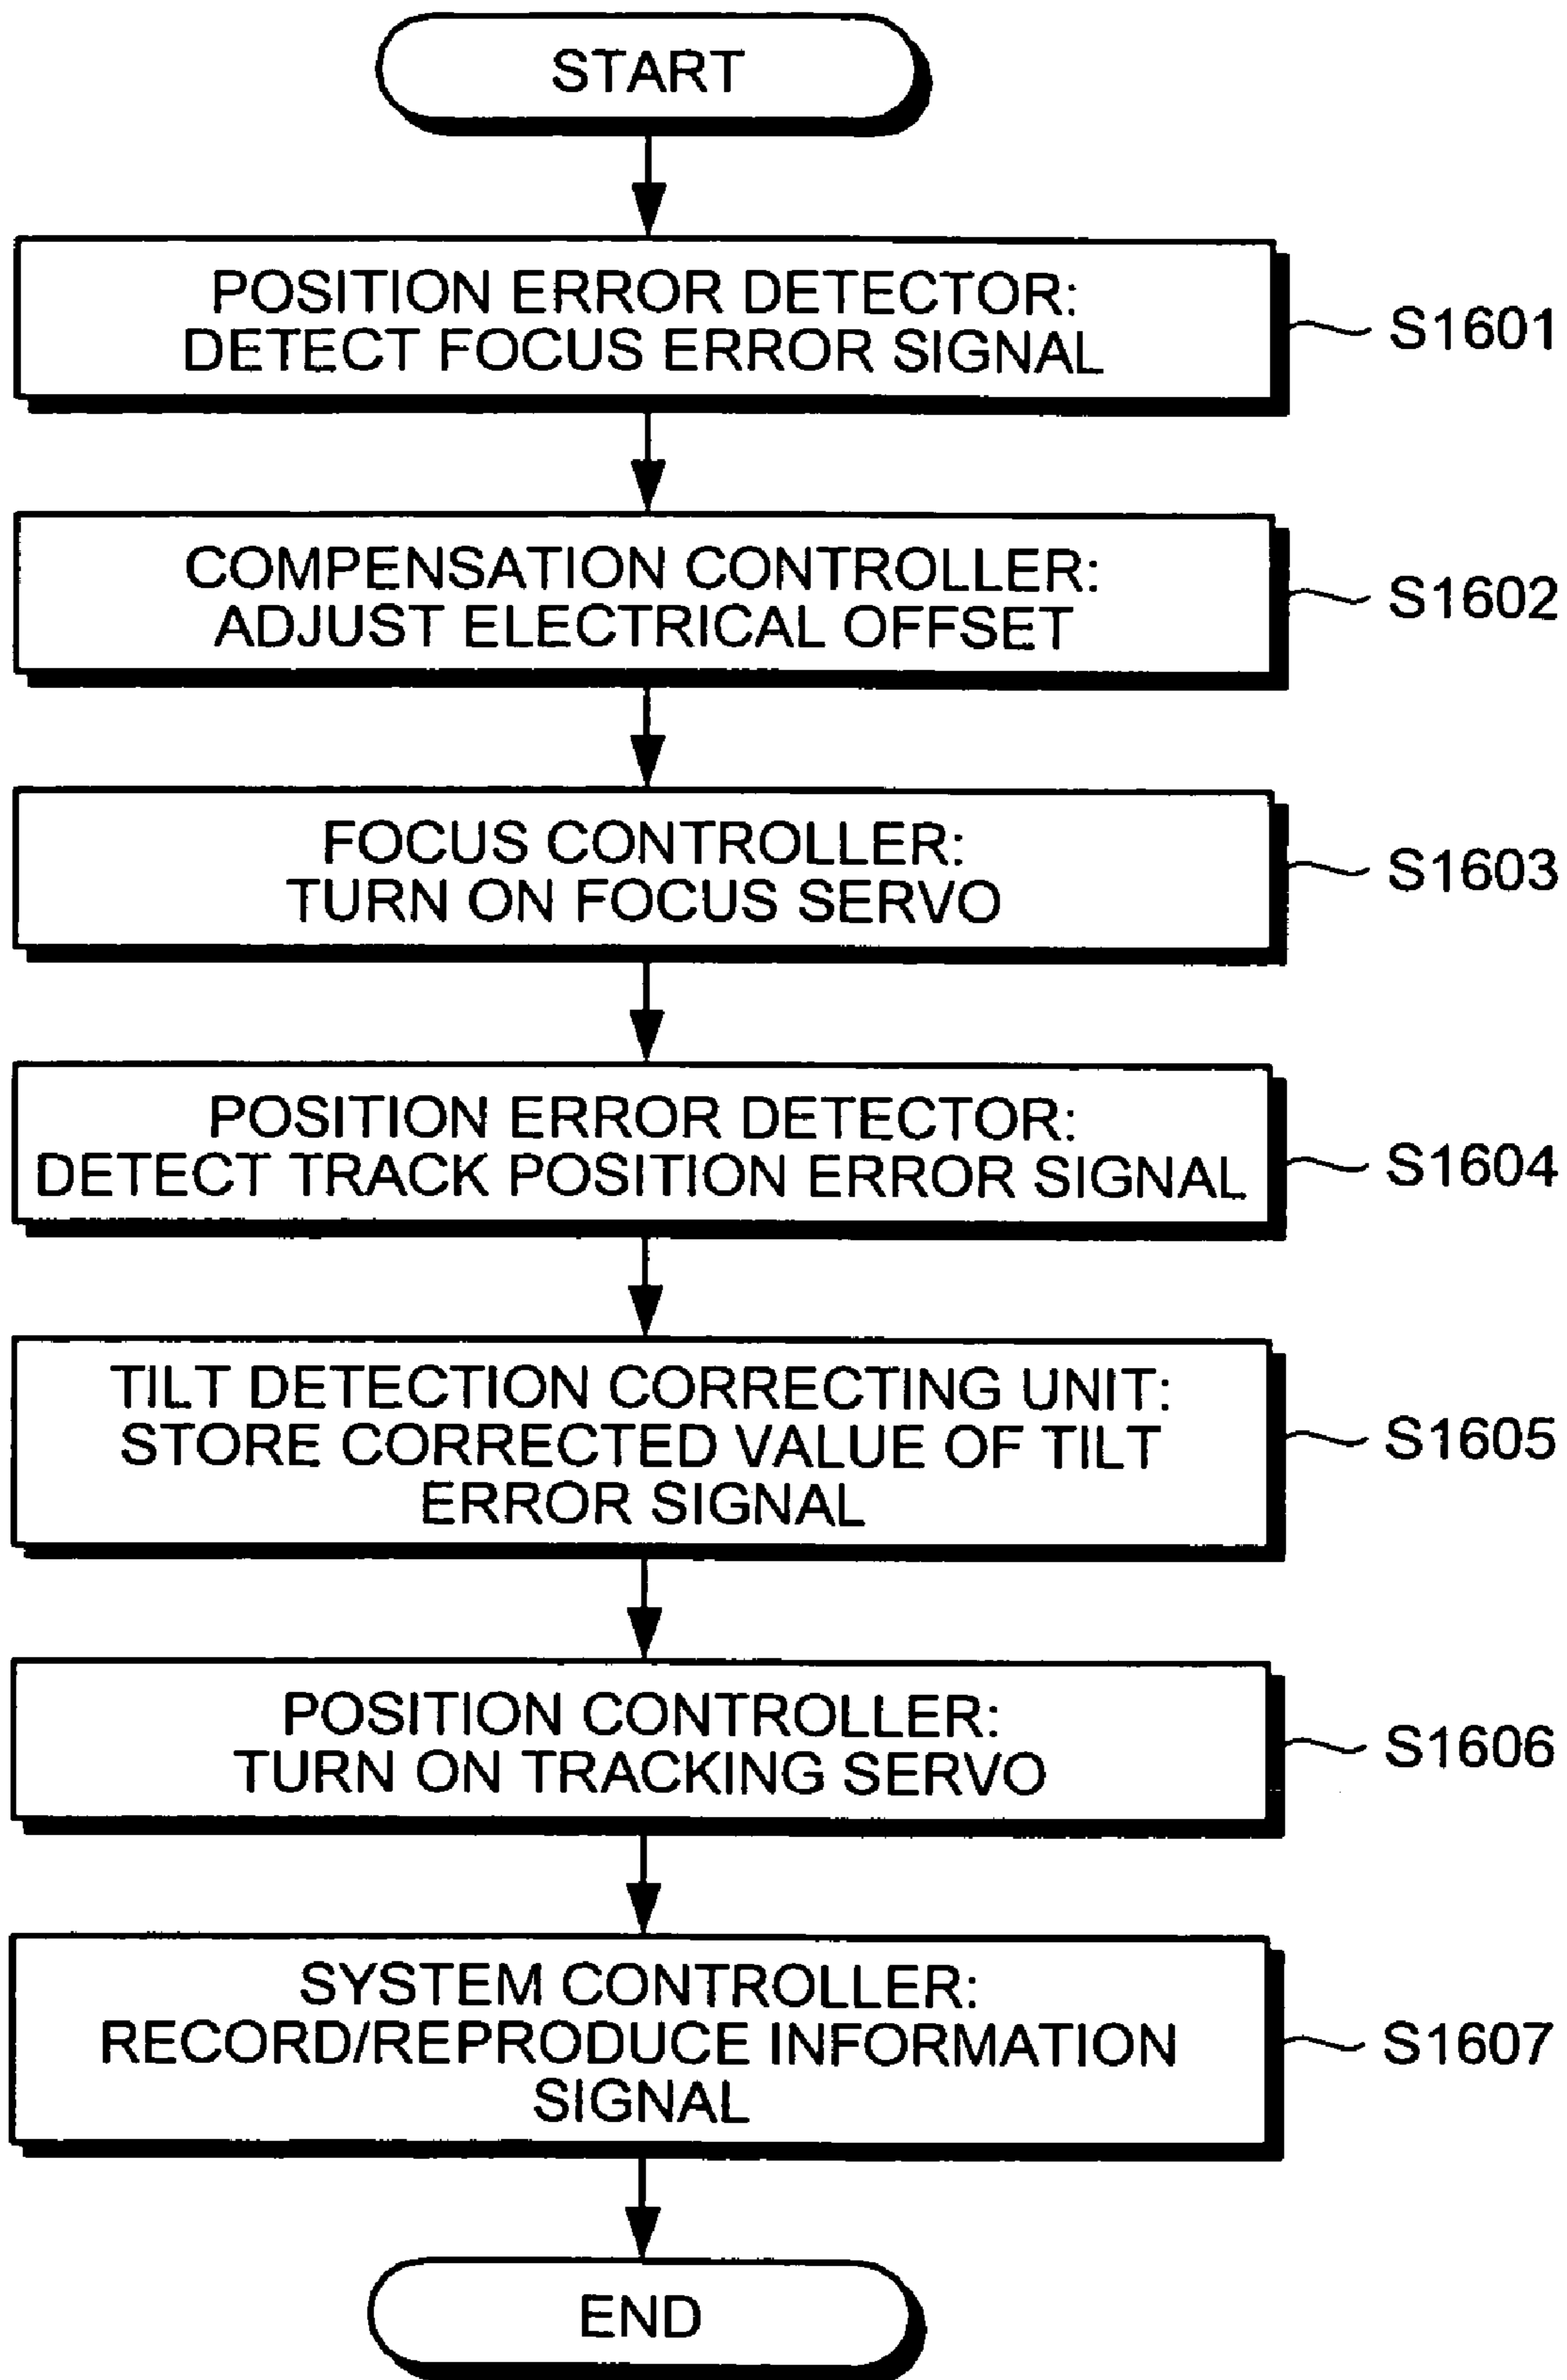 START
POSITION ERROR DETECTOR:
DETECT FOCUS ERROR SIGNAL
S1601
COMPENSATION CONTROLLER:
ADJUST ELECTRICAL OFFSET
S1602
FOCUS CONTROLLER:
TURN ON FOCUS SERVO
S1603
POSITION ERROR DETECTOR:
DETECT TRACK POSITION ERROR SIGNAL
S1604
TILT DETECTION CORRECTING UNIT:
STORE CORRECTED VALUE OF TILT
ERROR SIGNAL
S1605
POSITION CONTROLLER:
TURN ON TRACKING SERVO
S1606
SYSTEM CONTROLLER:
RECORD/REPRODUCE INFORMATION
SIGNAL
S1607
END